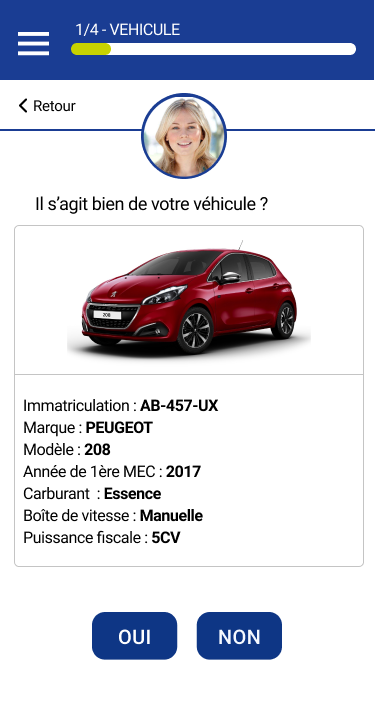 1/4 - VEHICULE
Retour
Il s’agit bien de votre véhicule ?
208
Immatriculation : AB-457-UX
Marque : PEUGEOT
Modèle : 208
Année de 1ère MEC : 2017
Carburant : Essence
Boîte de vitesse : Manuelle
Puissance fiscale : 5CV
OUI NON